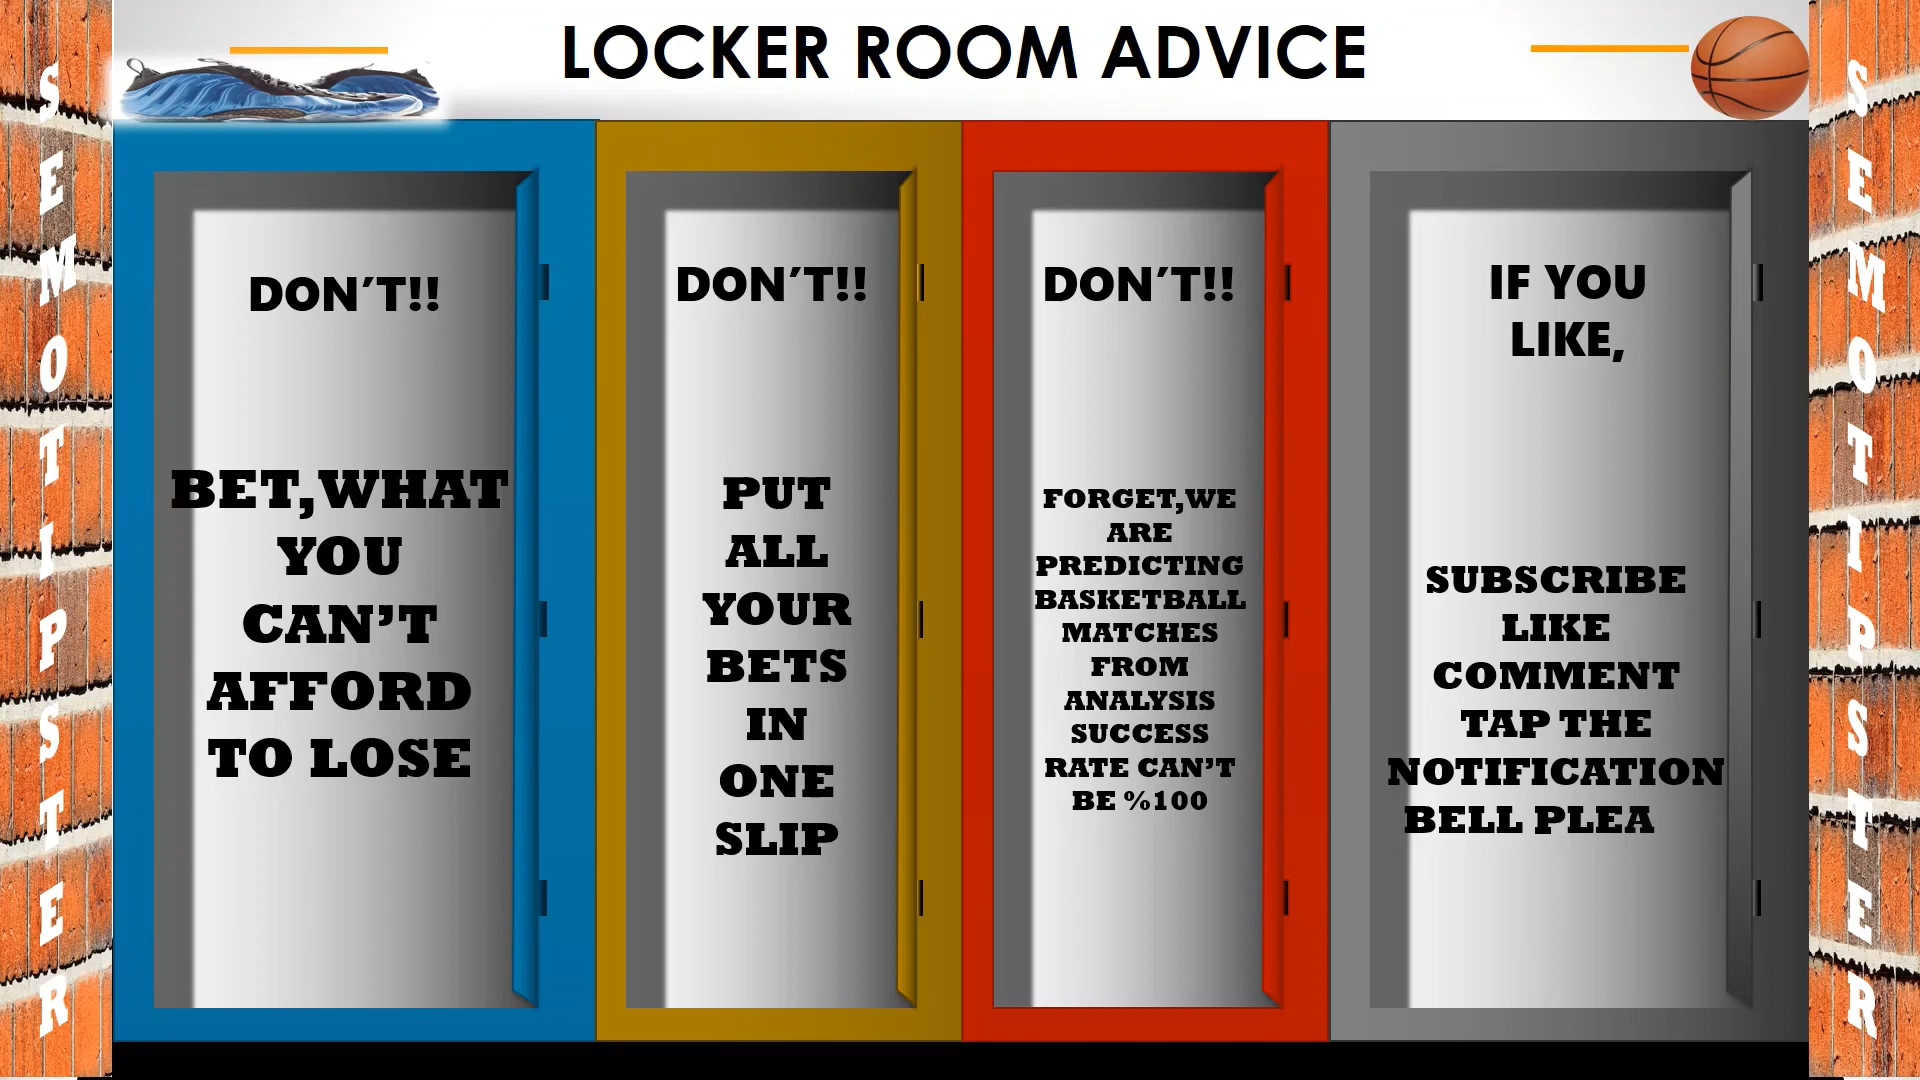 LOCKER ROOM ADVICE
SEMOTIPSTER
DON'T!!
BET,WHAT
YOU
CAN'T
AFFORD
TO LOSE
DON'T!!
PUT
ALL
YOUR
BETS
IN
ONE
SLIP
DON'T!!
FORGET,WE
ARE
PREDICTING
BASKETBALL
MATCHES
FROM
ANALYSIS
SUCCESS
RATE CAN'T
BE %100
IF YOU
LIKE,
SUBSCRIBE
LIKE
COMMENT
TAP THE
NOTIFICATION
BELL PLEA
SEMOTIPSTER